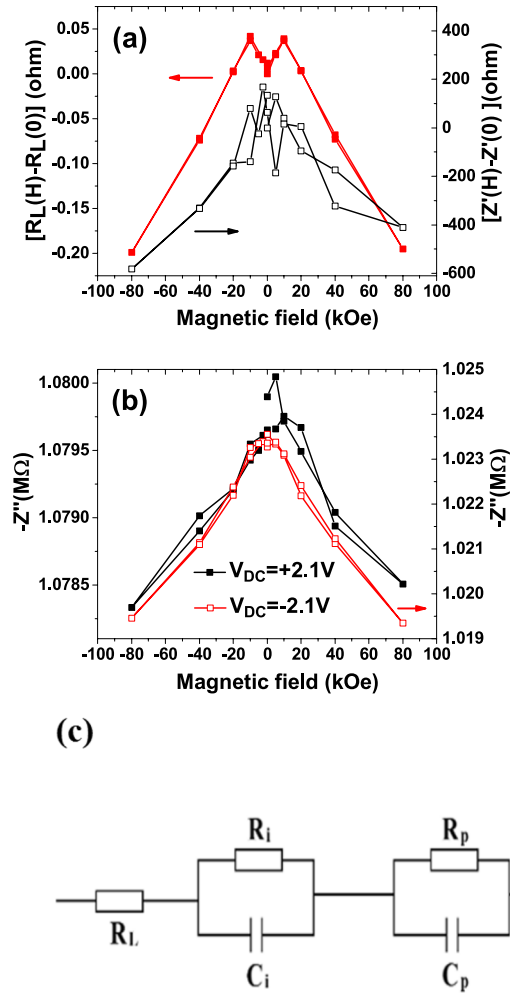 (a)
0.05
0.00
-0.05
-0.10
-0.15
-0.20
[R_L(H)-R_L(0)] (ohm)
400
200
0
-200
-400
-600
[Z'(H)-Z'(0) ](ohm)
-100 -80 -60 -40 -20 0 20 40 60 80 100
Magnetic field (kOe)
(b)
1.0800
1.0795
1.0790
1.0785
-Z''(MΩ)
1.025
1.024
1.023
1.022
1.021
1.020
1.019
-Z''(MΩ)
V_DC=+2.1V
V_DC=-2.1V
-100 -80 -60 -40 -20 0 20 40 60 80 100
Magnetic field (kOe)
(c)
R_i
R_p
R_L
C_i
C_p